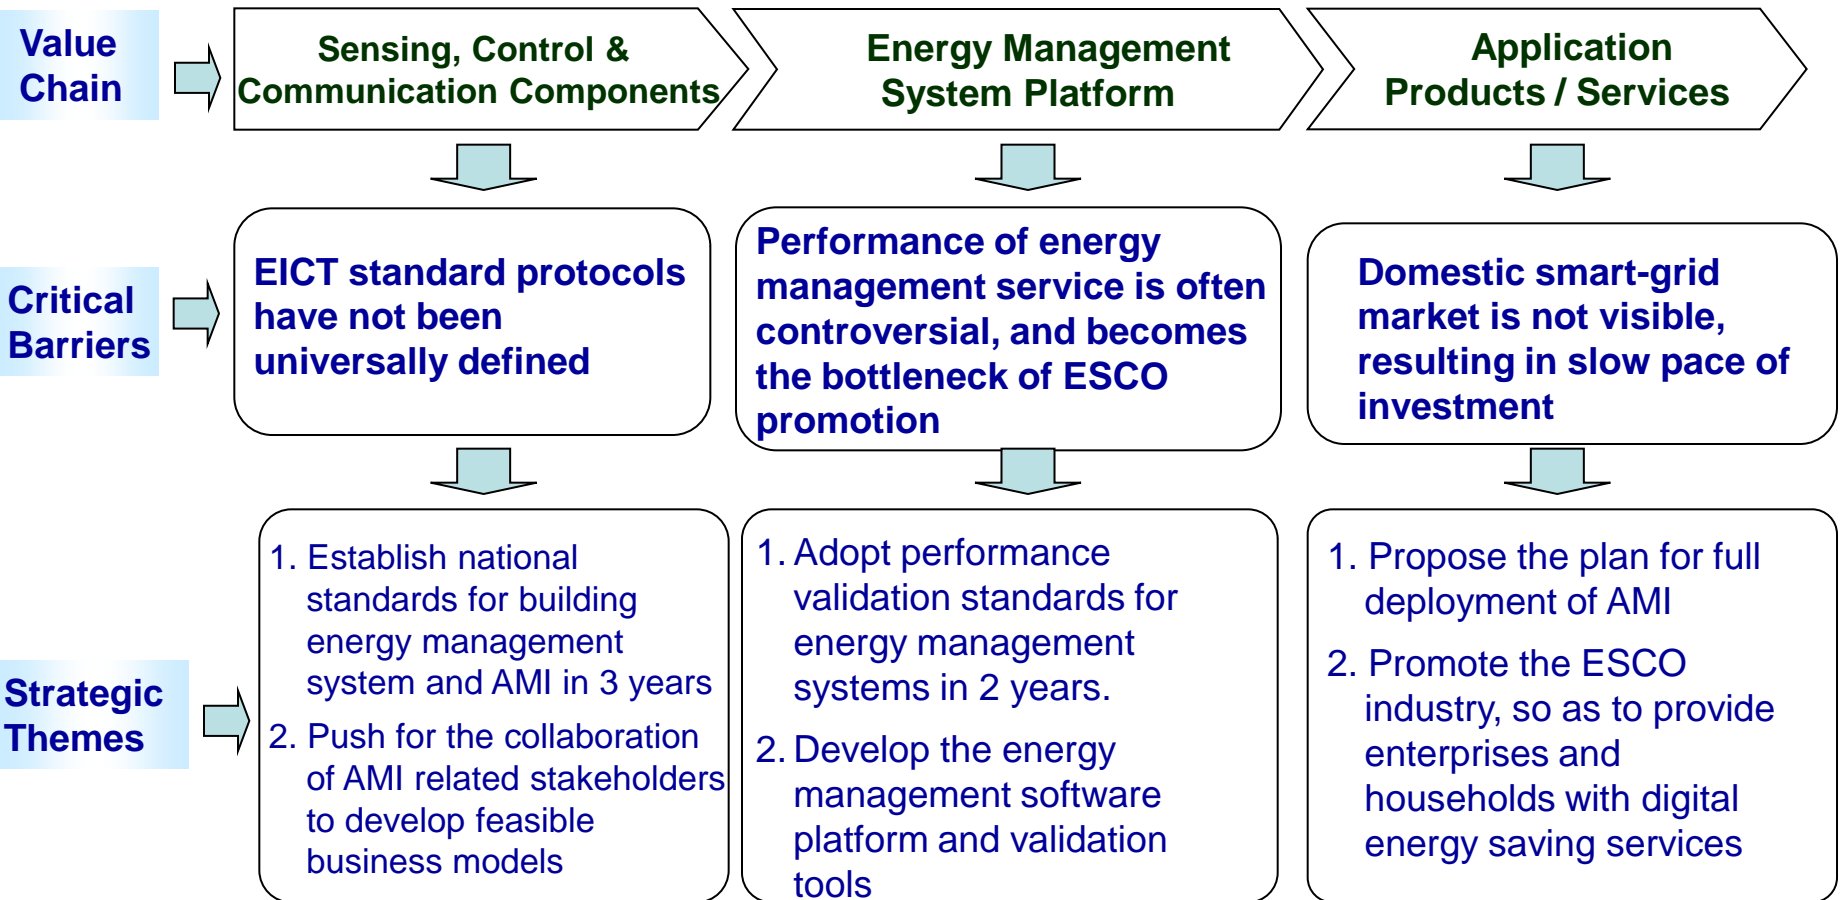 Value
Chain
Sensing, Control &
Communication Components
Energy Management
System Platform
Application
Products / Services
Critical
Barriers
EICT standard protocols
have not been
universally defined
Performance of energy
management service is often
controversial, and becomes
the bottleneck of ESCO
promotion
Domestic smart-grid
market is not visible,
resulting in slow pace of
investment
Strategic
Themes
1. Establish national
standards for building
energy management
system and AMI in 3 years
2. Push for the collaboration
of AMI related stakeholders
to develop feasible
business models
1. Adopt performance
validation standards for
energy management
systems in 2 years.
2. Develop the energy
management software
platform and validation
tools
1. Propose the plan for full
deployment of AMI
2. Promote the ESCO
industry, so as to provide
enterprises and
households with digital
energy saving services